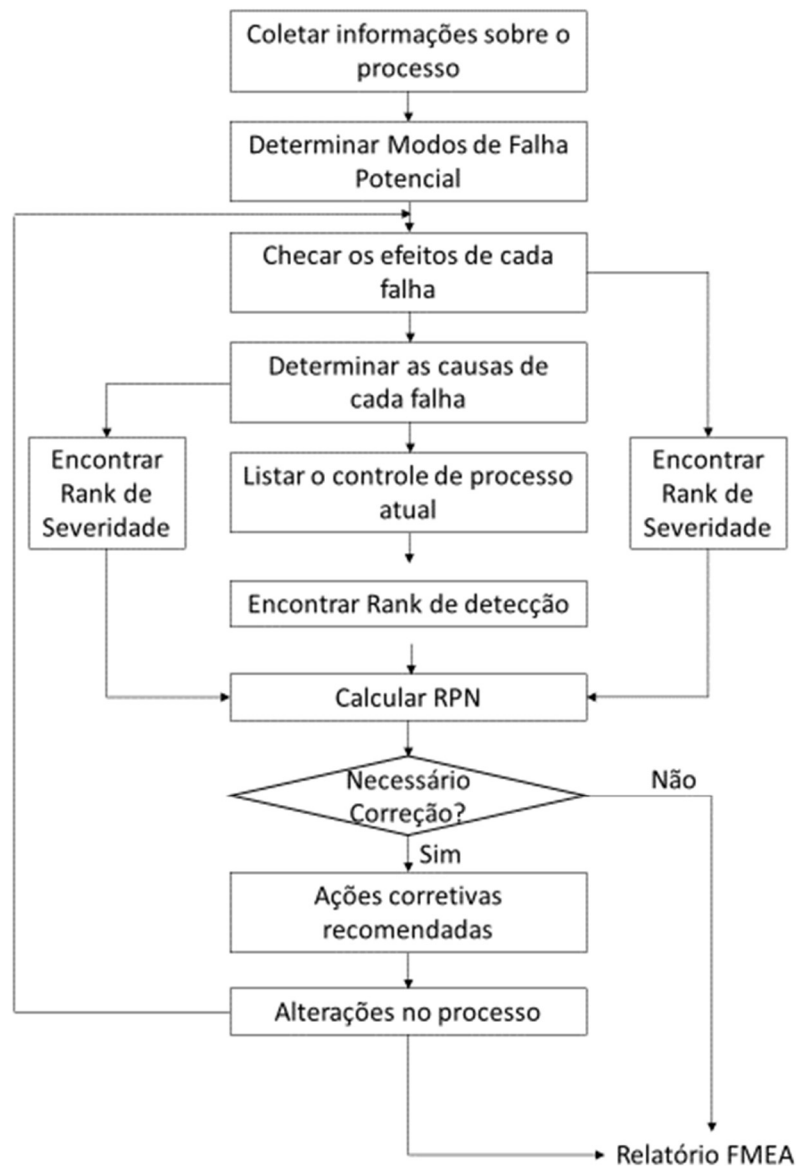 Coletar informações sobre o
processo
Determinar Modos de Falha
Potencial
Checar os efeitos de cada
falha
Determinar as causas de
cada falha
Encontrar
Rank de
Severidade
Listar o controle de processo
atual
Encontrar
Rank de
Severidade
Encontrar Rank de detecção
Calcular RPN
Necessário
Correção?
Não
Sim
Ações corretivas
recomendadas
Alterações no processo
Relatório FMEA